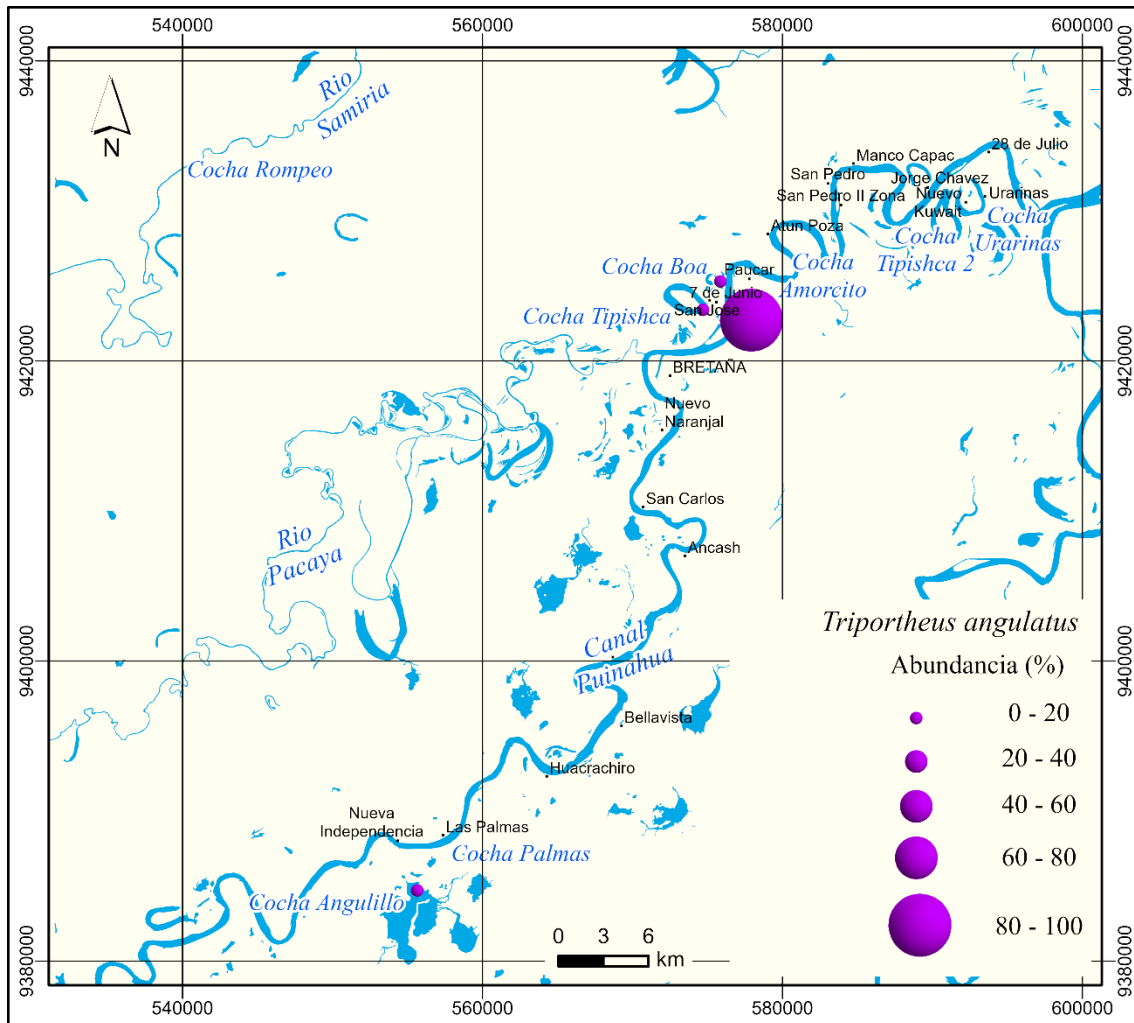 540000
560000
580000
600000
9440000
9440000
N
Rio
Samiria
Cocha Rompeo
28 de Julio
Manco Capac
San Pedro
Jorge Chavez
San Pedro II Zona
Nuevo
Kuwait
Urarinas
Cocha
Urarinas
Cocha
Tipishca 2
Atun Poza
Cocha Boa
Paucar
Cocha
Amorcito
7 de Junio
San Jose
Cocha Tipishca
9420000
9420000
BRETAÑA
Nuevo
Naranjal
San Carlos
Rio
Pacaya
Ancash
Canal
Puinahua
9400000
9400000
Bellavista
Huacrachiro
Nueva
Independencia
Las Palmas
Cocha Palmas
Cocha Angulillo
Triportheus angulatus
Abundancia (%)
0 - 20
20 - 40
40 - 60
60 - 80
80 - 100
0 3 6
km
9380000
9380000
540000
560000
580000
600000